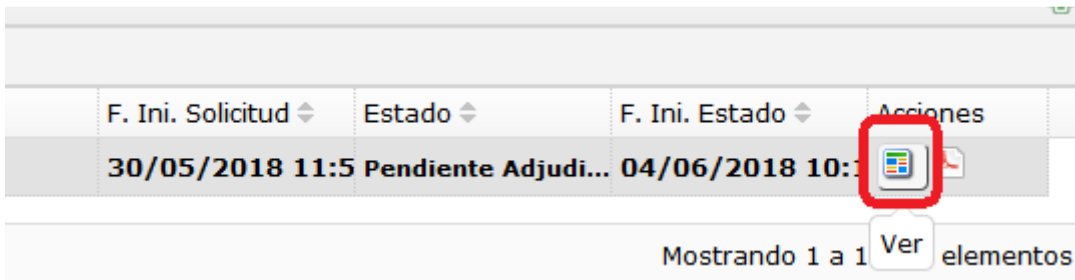 F. Ini. Solicitud Estado F. Ini. Estado Acciones
30/05/2018 11:5 Pendiente Adjudi... 04/06/2018 10:1
Ver
Mostrando 1 a 1 elementos